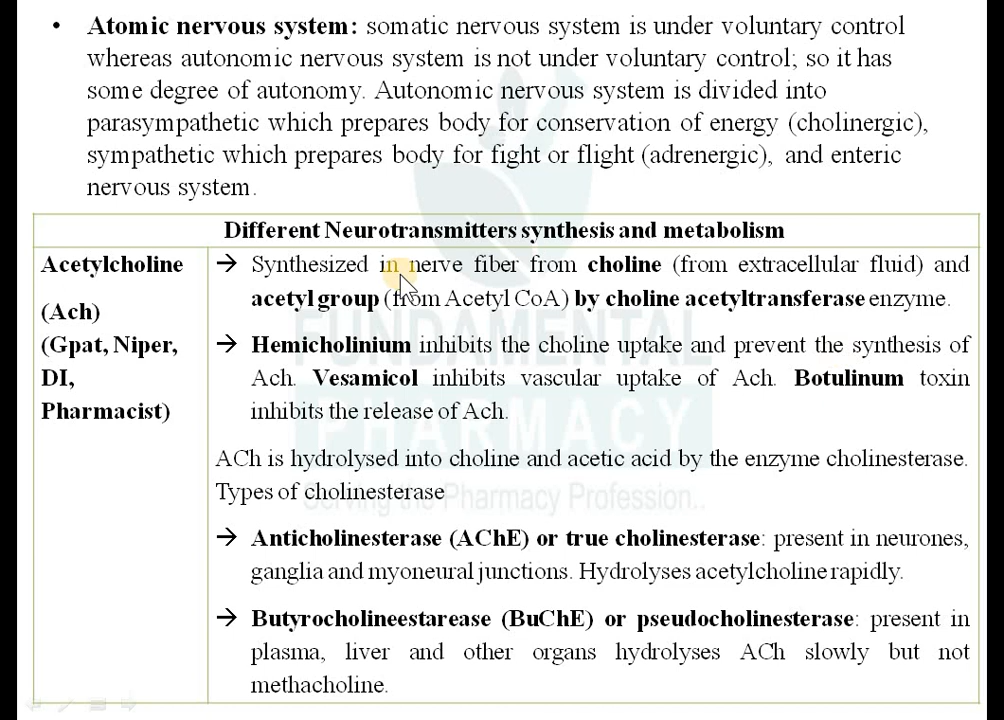 • Atomic nervous system: somatic nervous system is under voluntary control
whereas autonomic nervous system is not under voluntary control; so it has
some degree of autonomy. Autonomic nervous system is divided into
parasympathetic which prepares body for conservation of energy (cholinergic),
sympathetic which prepares body for fight or flight (adrenergic), and enteric
nervous system.
Different Neurotransmitters synthesis and metabolism
Acetylcholine
(Ach)
(Gpat, Niper,
DI,
Pharmacist)
→ Synthesized in nerve fiber from choline (from extracellular fluid) and
acetyl group (from Acetyl CoA) by choline acetyltransferase enzyme.
→ Hemicholinium inhibits the choline uptake and prevent the synthesis of
Ach. Vesamicol inhibits vascular uptake of Ach. Botulinum toxin
inhibits the release of Ach.
ACh is hydrolysed into choline and acetic acid by the enzyme cholinesterase.
Types of cholinesterase
→ Anticholinesterase (AChE) or true cholinesterase: present in neurones,
ganglia and myoneural junctions. Hydrolyses acetylcholine rapidly.
→ Butyrocholineestarease (BuChE) or pseudocholinesterase: present in
plasma, liver and other organs hydrolyses ACh slowly but not
methacholine.
FUNDAMENTAL
PHARMACY
Serving the Pharmacy Profession..